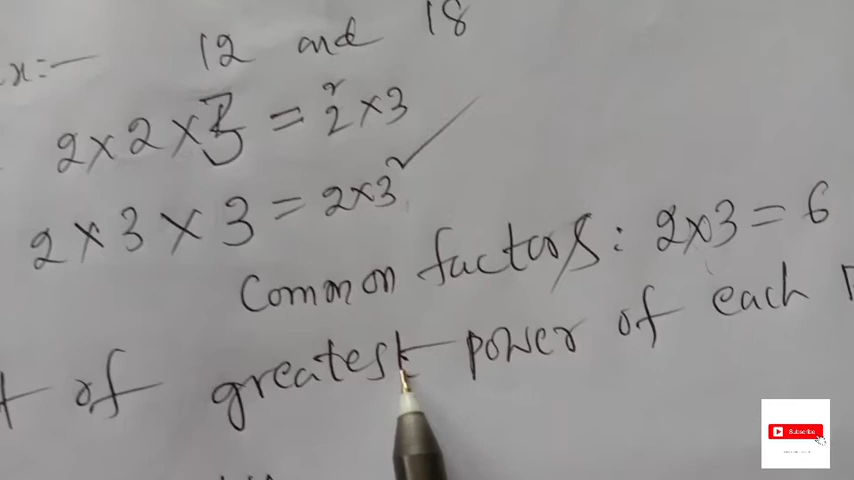 x:- 12 and 18
2×2×3 = 2²×3
2×3×3 = 2×3²
Common factors: 2×3 = 6
of greatest power of each
Subscribe